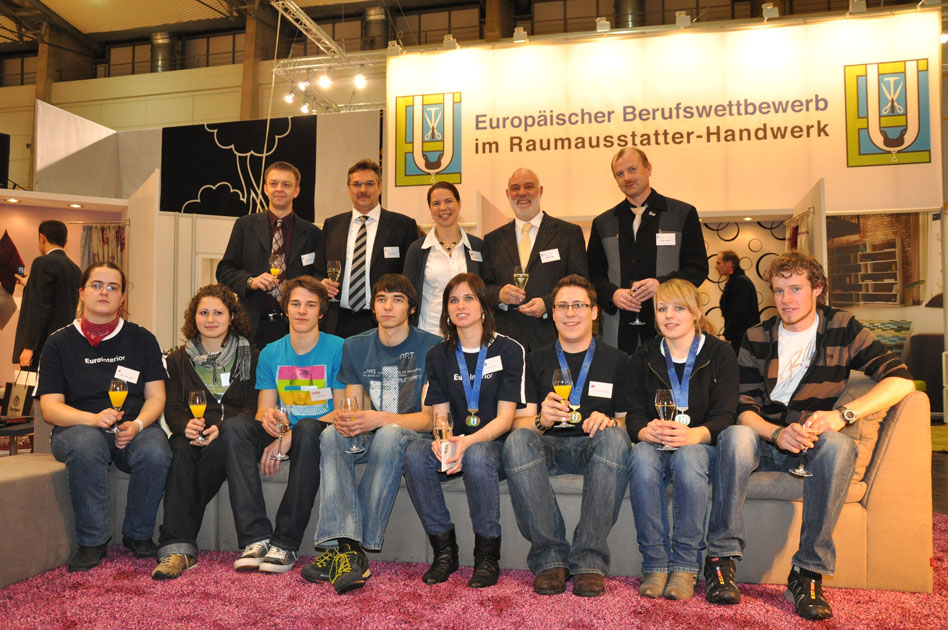 Europäischer Berufswettbewerb
im Raumausstatter-Handwerk
EuroInterior
EuroInterior